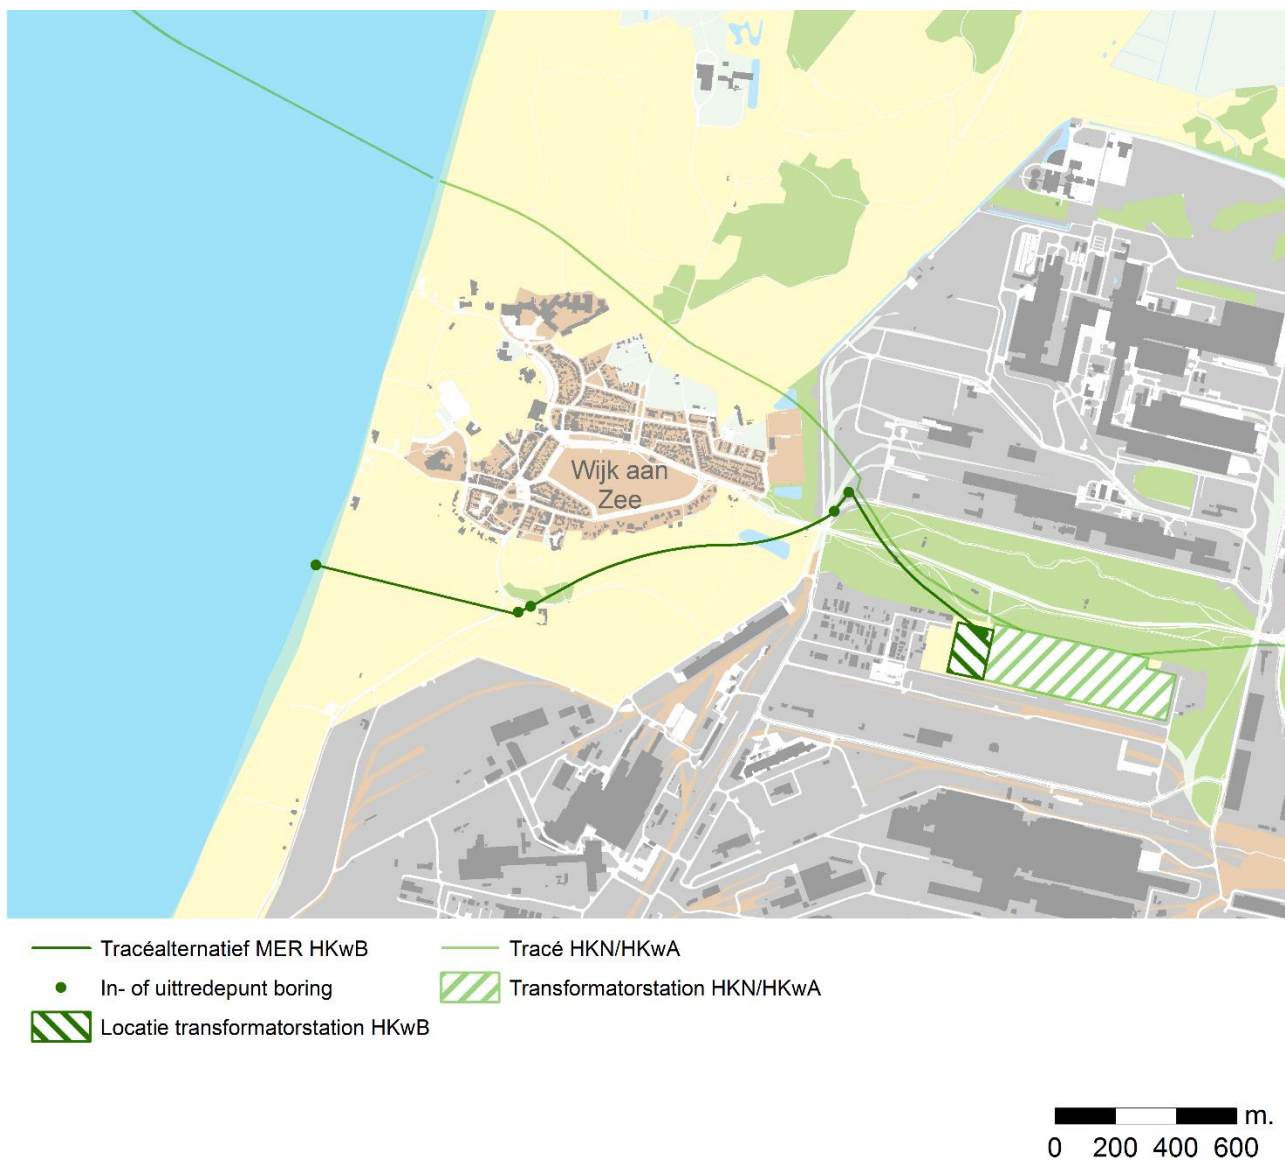 Wijk aan
Zee
Tracéalternatief MER HKwB
Tracé HKN/HKwA
In- of uittredepunt boring
Transformatorstation HKN/HKwA
Locatie transformatorstation HKwB
m.
0 200 400 600